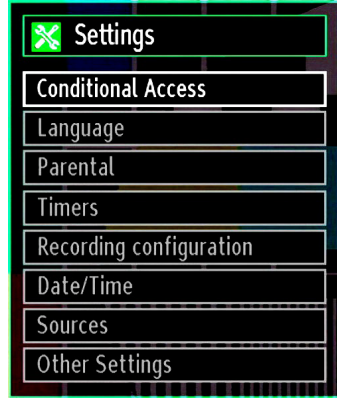 Settings
Conditional Access
Language
Parental
Timers
Recording configuration
Date/Time
Sources
Other Settings